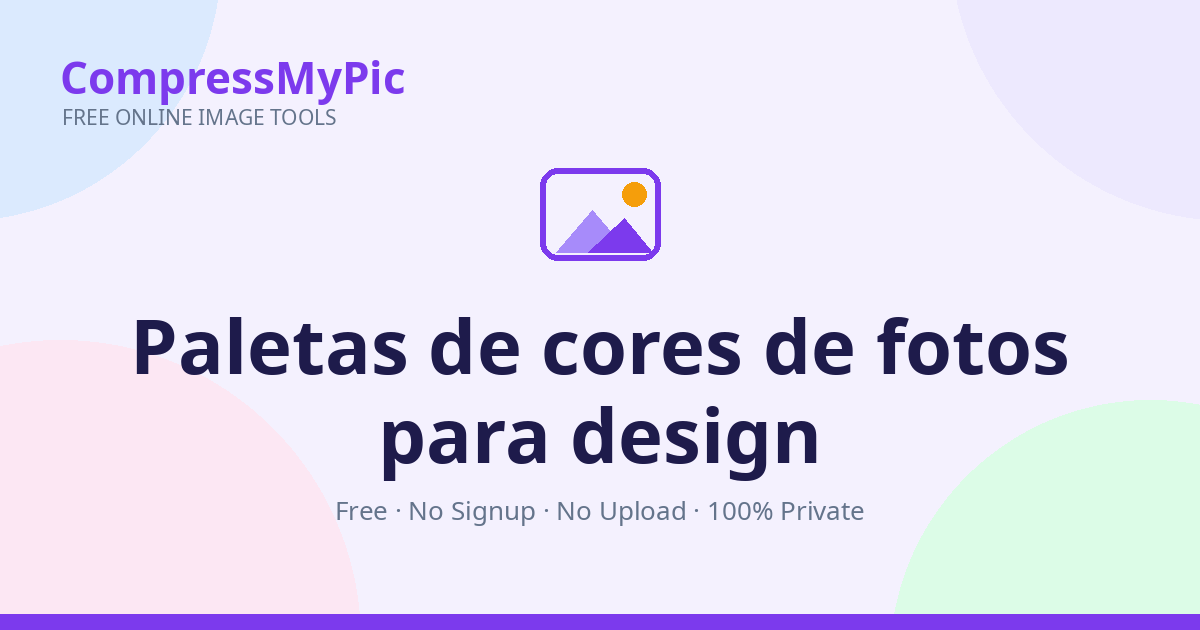 CompressMyPic
FREE ONLINE IMAGE TOOLS
Paletas de cores de fotos
para design
Free · No Signup · No Upload · 100% Private